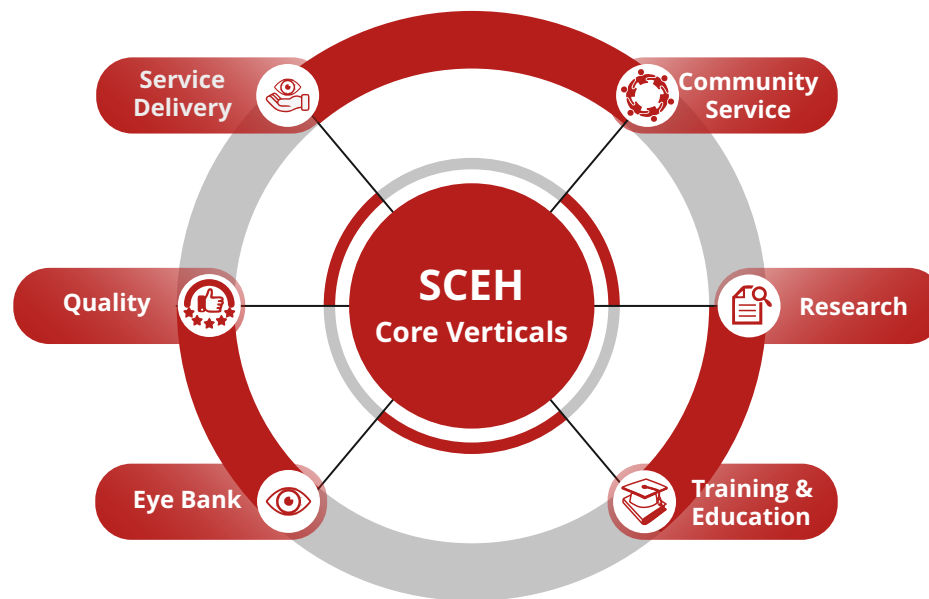 Service
Delivery
Community
Service
Quality
SCEH
Core Verticals
Research
Eye Bank
Training &
Education